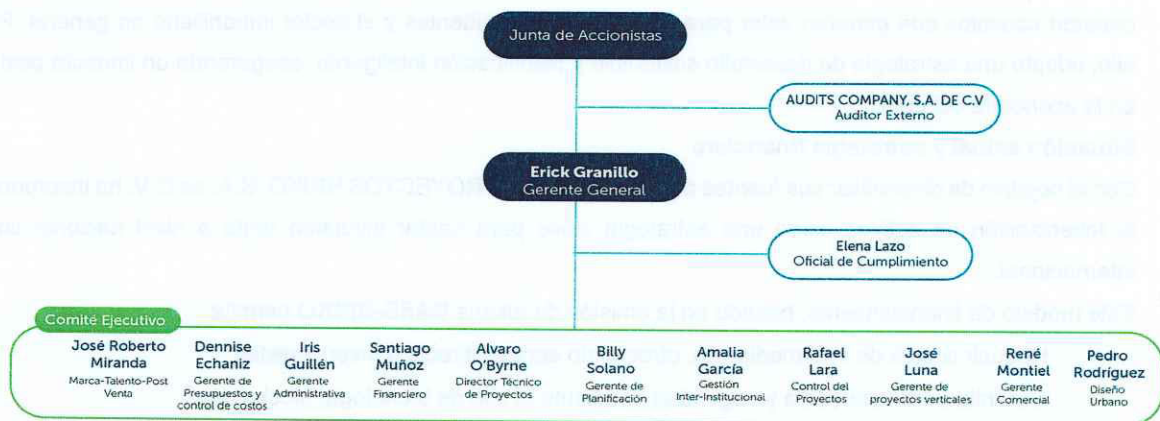 Junta de Accionistas
AUDITS COMPANY, S.A. DE C.V
Auditor Externo
Erick Granillo
Gerente General
Elena Lazo
Oficial de Cumplimiento
Comité Ejecutivo
José Roberto
Miranda
Marca-Talento-Post
Venta
Dennise
Echaniz
Gerente de
Presupuestos y
control de costos
Iris
Guillén
Gerente
Administrativa
Santiago
Muñoz
Gerente
Financiero
Alvaro
O'Byrne
Director Técnico
de Proyectos
Billy
Solano
Gerente de
Planificación
Amalia
García
Gestión
Inter-Institucional
Rafael
Lara
Control del
Proyectos
José
Luna
Gerente de
proyectos verticales
René
Montiel
Gerente
Comercial
Pedro
Rodríguez
Diseño
Urbano